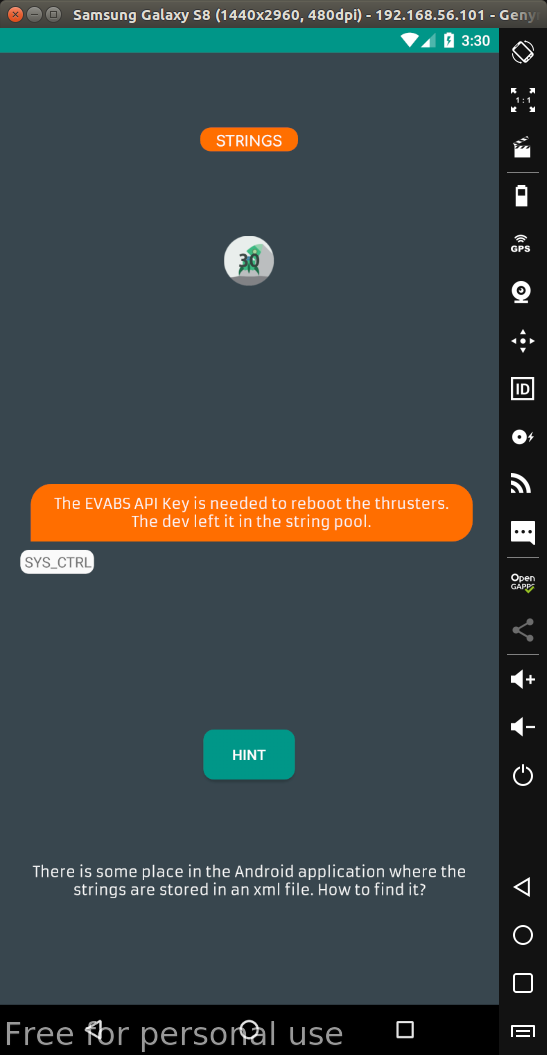 Samsung Galaxy S8 (1440x2960, 480dpi) - 192.168.56.101 - Geny
3:30
STRINGS
30
The EVABS API Key is needed to reboot the thrusters.
The dev left it in the string pool.
SYS_CTRL
HINT
There is some place in the Android application where the
strings are stored in an xml file. How to find it?
Free for personal use
1:1
GPS
ID
Open
GAPPS